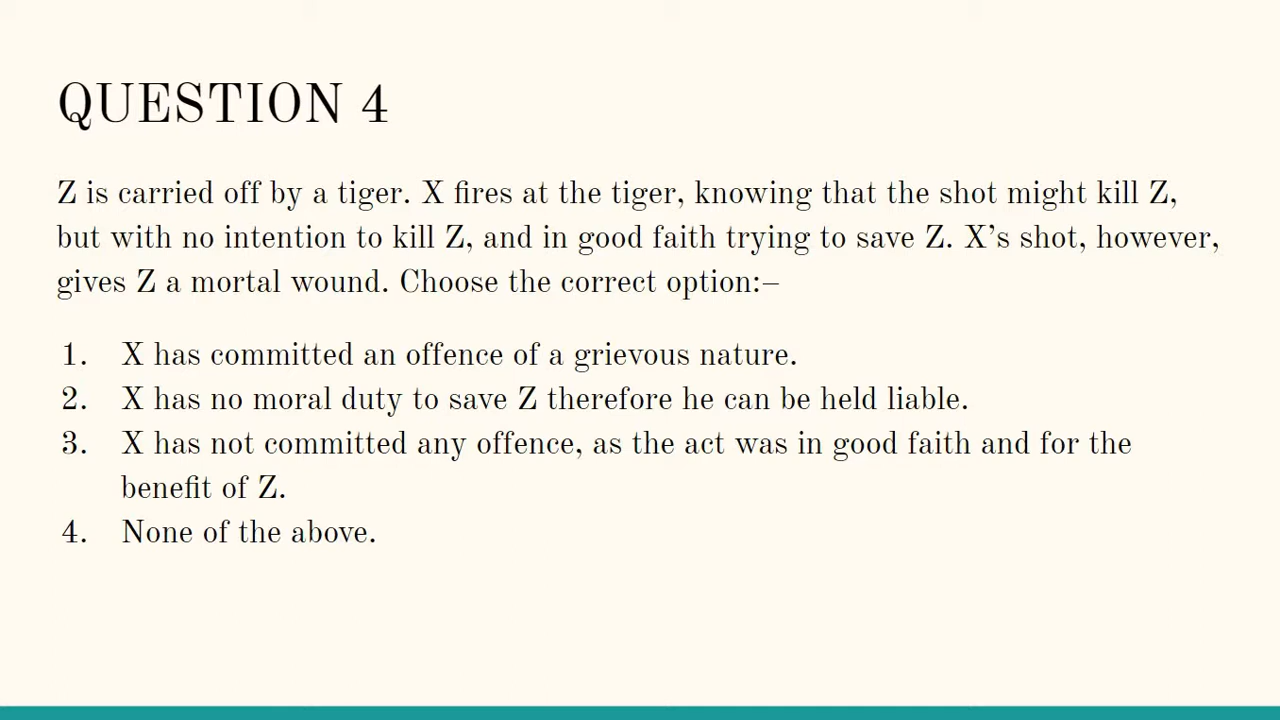 QUESTION 4
Z is carried off by a tiger. X fires at the tiger, knowing that the shot might kill Z,
but with no intention to kill Z, and in good faith trying to save Z. X’s shot, however,
gives Z a mortal wound. Choose the correct option:–
1. X has committed an offence of a grievous nature.
2. X has no moral duty to save Z therefore he can be held liable.
3. X has not committed any offence, as the act was in good faith and for the
benefit of Z.
4. None of the above.